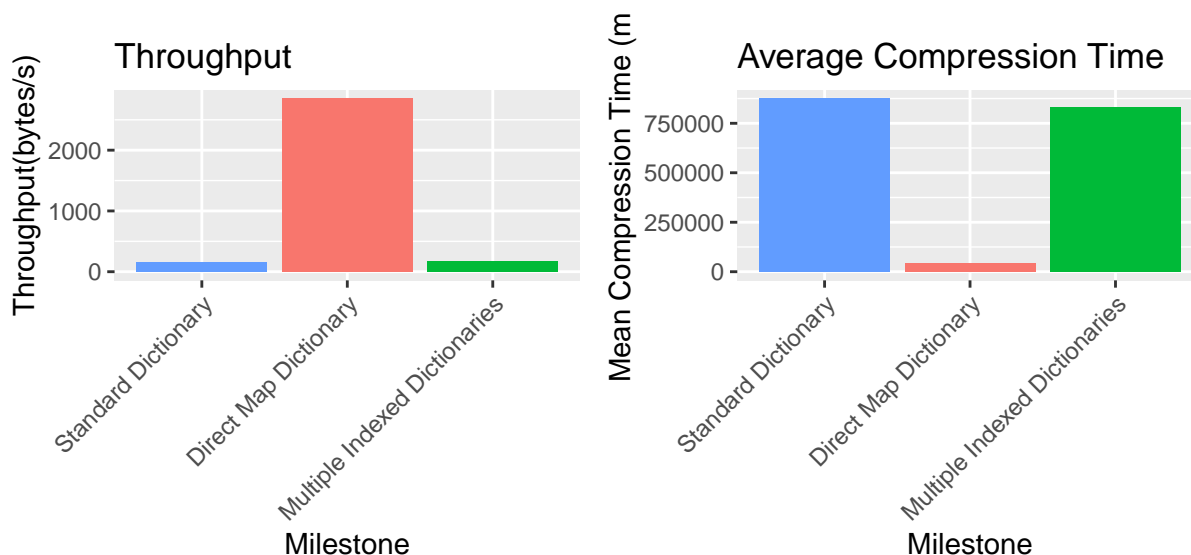 Throughput
Throughput(bytes/s)
2000
1000
0
Standard Dictionary
Direct Map Dictionary
Multiple Indexed Dictionaries
Milestone
Average Compression Time
Mean Compression Time (m
750000
500000
250000
0
Standard Dictionary
Direct Map Dictionary
Multiple Indexed Dictionaries
Milestone